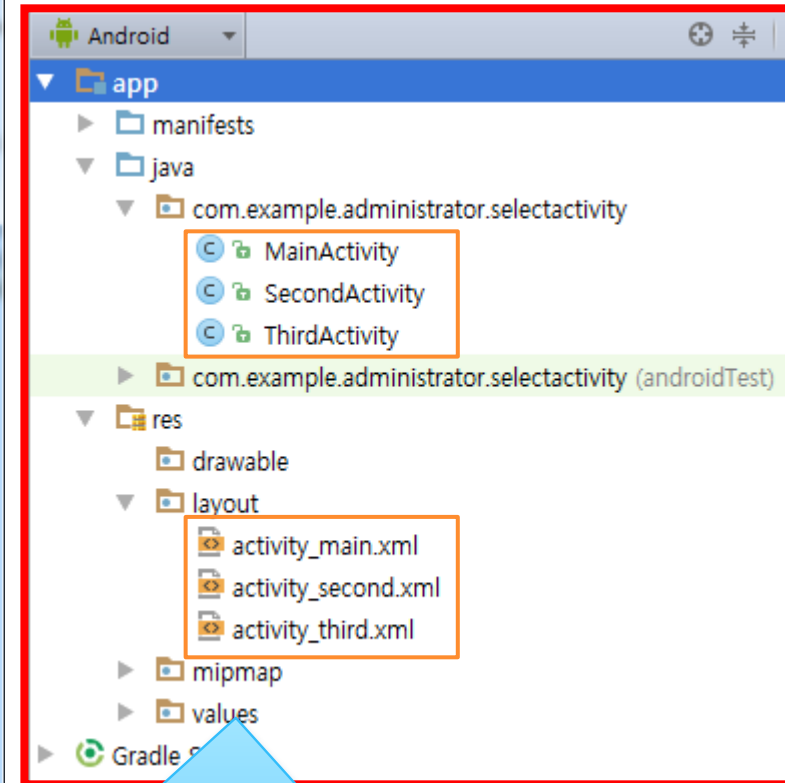 Android
app
manifests
java
com.example.administrator.selectactivity
MainActivity
SecondActivity
ThirdActivity
com.example.administrator.selectactivity (androidTest)
res
drawable
layout
activity_main.xml
activity_second.xml
activity_third.xml
mipmap
values
Gradle